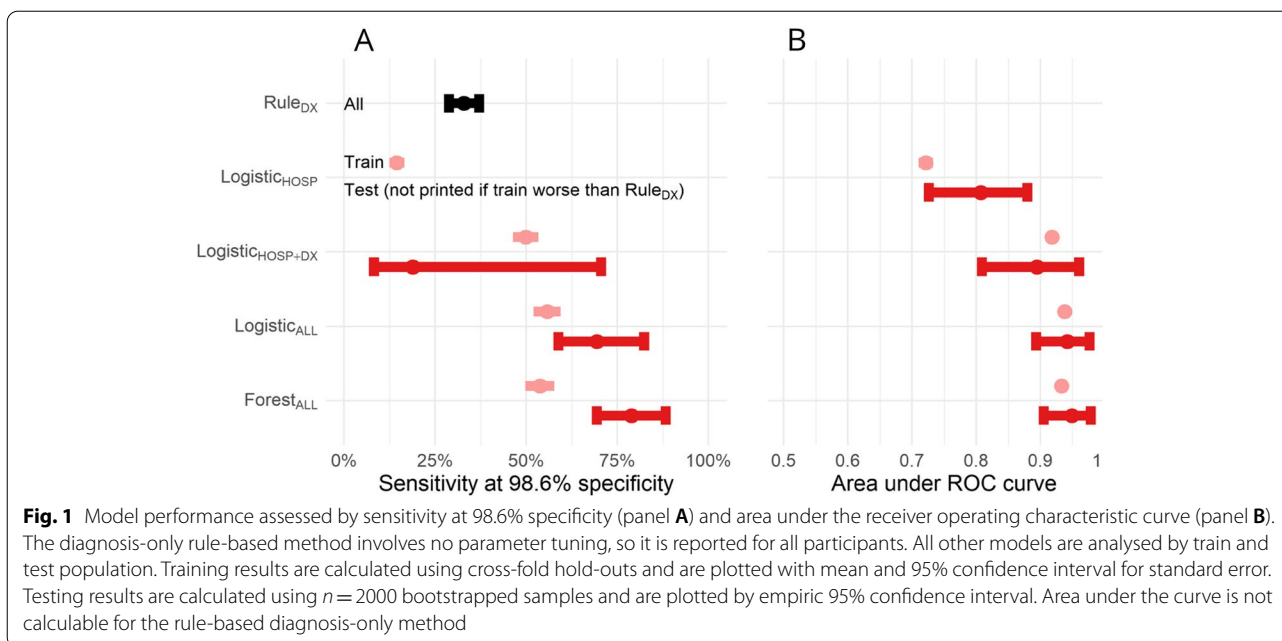 A
B
Rule_DX
All
Logistic_HOSP
Train
Test (not printed if train worse than Rule_DX)
Logistic_HOSP+DX
Logistic_ALL
Forest_ALL
0% 25% 50% 75% 100%
0.5 0.6 0.7 0.8 0.9 1
Sensitivity at 98.6% specificity
Area under ROC curve
Fig. 1 Model performance assessed by sensitivity at 98.6% specificity (panel A) and area under the receiver operating characteristic curve (panel B).
The diagnosis-only rule-based method involves no parameter tuning, so it is reported for all participants. All other models are analysed by train and
test population. Training results are calculated using cross-fold hold-outs and are plotted with mean and 95% confidence interval for standard error.
Testing results are calculated using n = 2000 bootstrapped samples and are plotted by empiric 95% confidence interval. Area under the curve is not
calculable for the rule-based diagnosis-only method